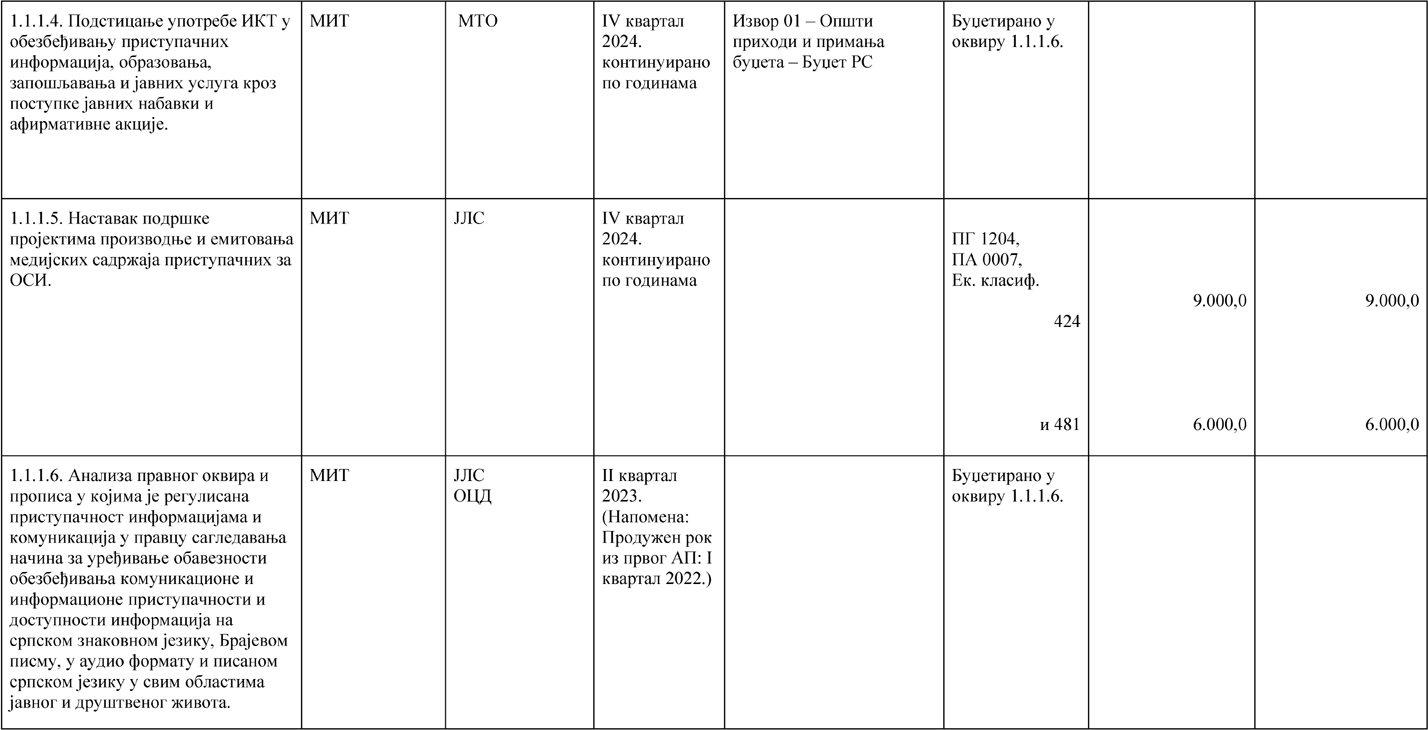 1.1.1.4. Подстицање употребе ИКТ у
обезбеђивању приступачних
информација, образовања,
запошљавања и јавних услуга кроз
поступке јавних набавки и
афирмативне акције.
МИТ
МТО
IV квартал
2024.
континуирано
по годинама
Извор 01 – Општи
приходи и примања
буџета – Буџет РС
Буџетирано у
оквиру 1.1.1.6.
1.1.1.5. Наставак подршке
пројектима производње и емитовања
медијских садржаја приступачних за
ОСИ.
МИТ
ЈЛС
IV квартал
2024.
континуирано
по годинама
ПГ 1204,
ПА 0007,
Ек. класиф.
424
и 481
9.000,0
6.000,0
9.000,0
6.000,0
1.1.1.6. Анализа правног оквира и
прописа у којима је регулисана
приступачност информацијама и
комуникација у правцу сагледавања
начина за уређивање обавезности
обезбеђивања комуникационе и
информационе приступачности и
доступности информација на
српском знаковном језику, Брајевом
писму, у аудио формату и писаном
српском језику у свим областима
јавног и друштвеног живота.
МИТ
ЈЛС
ОЦД
II квартал
2023.
(Напомена:
Продужен рок
из првог АП: I
квартал 2022.)
Буџетирано у
оквиру 1.1.1.6.